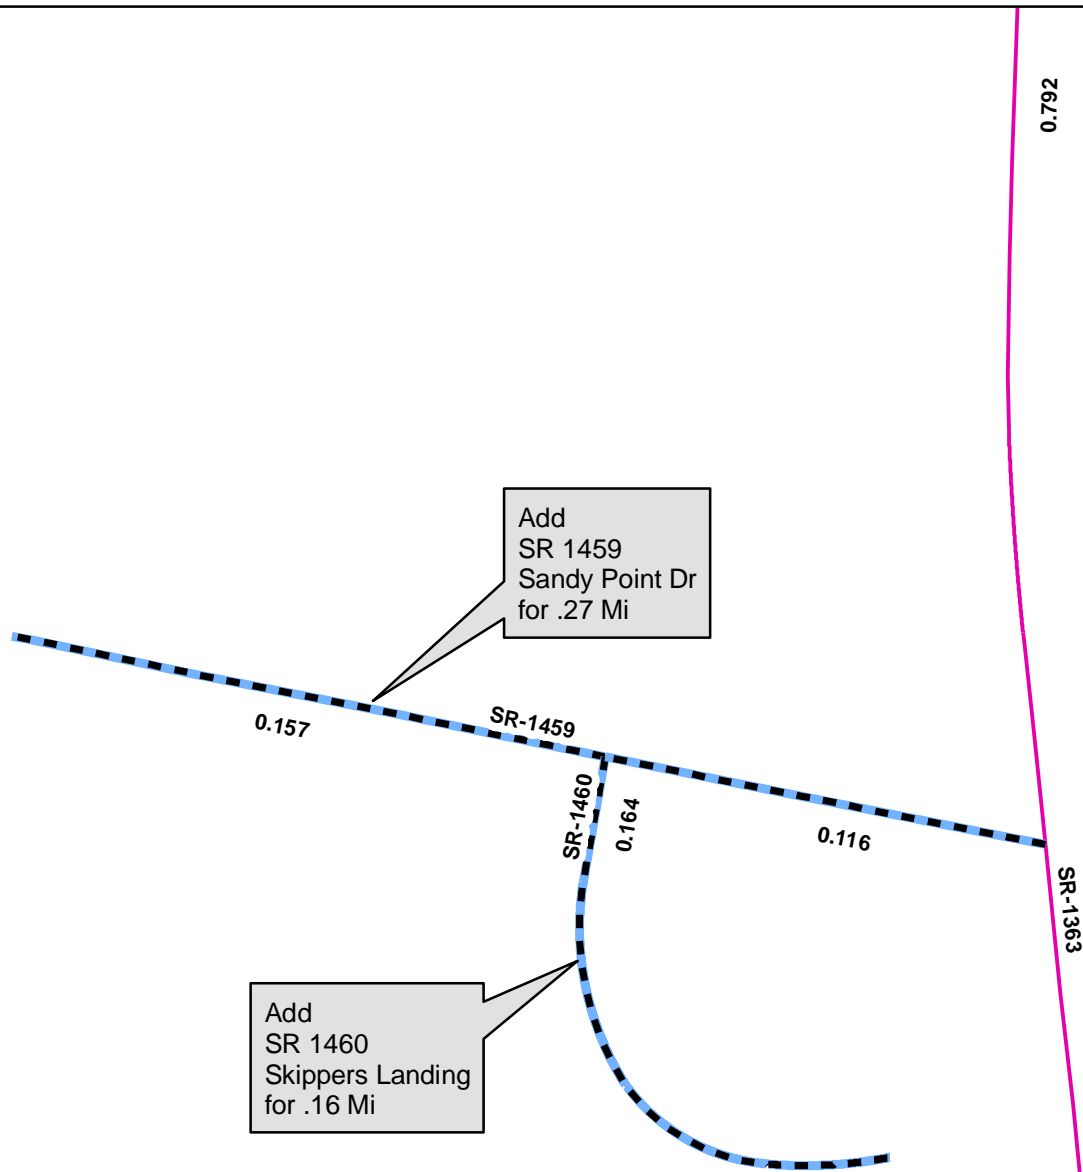 0.792
Add
SR 1459
Sandy Point Dr
for .27 Mi
0.157
SR-1459
SR-1460
0.164
0.116
SR-1363
Add
SR 1460
Skippers Landing
for .16 Mi